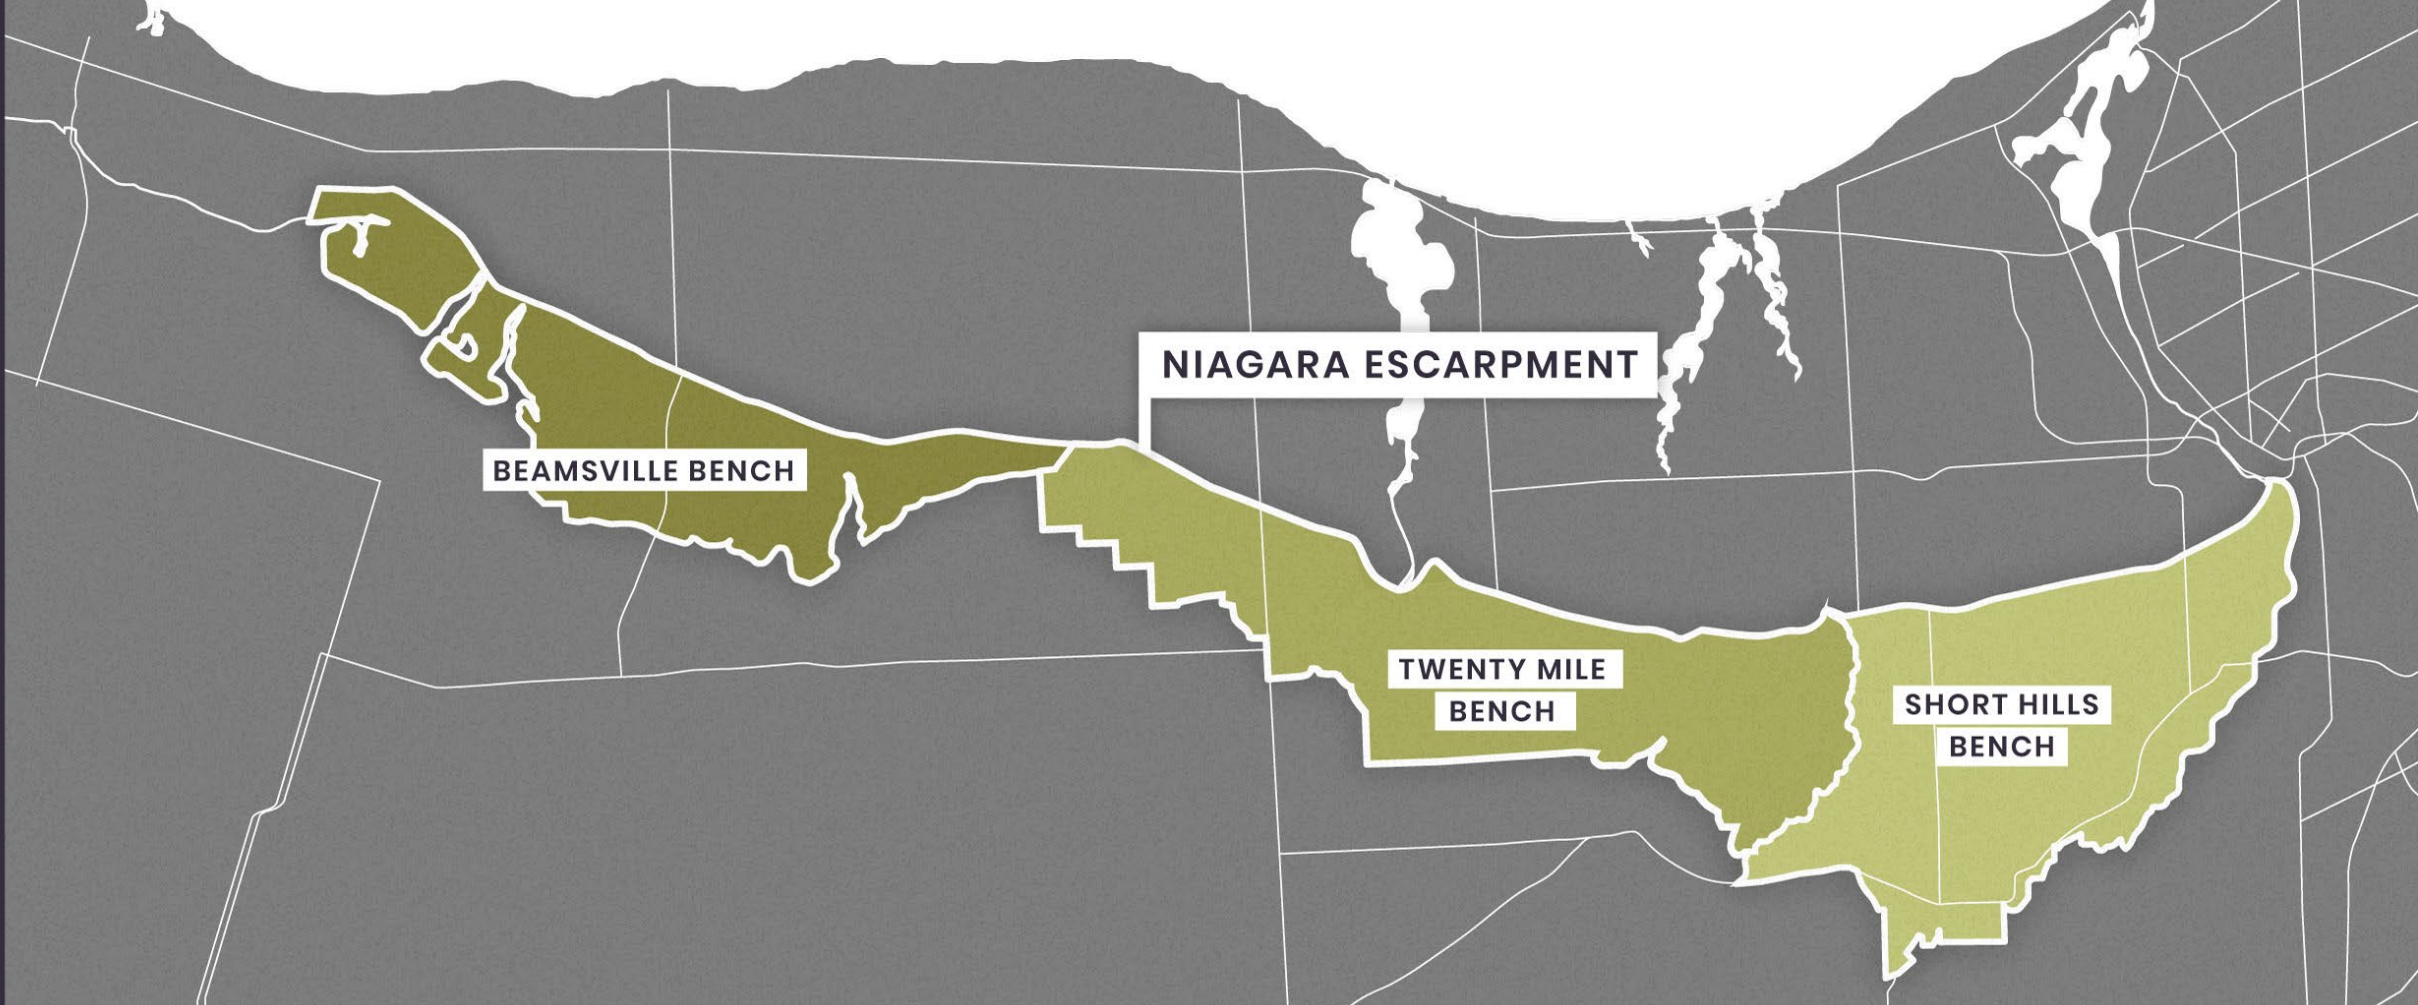 NIAGARA ESCARPMENT
BEAMSVILLE BENCH
TWENTY MILE
BENCH
SHORT HILLS
BENCH